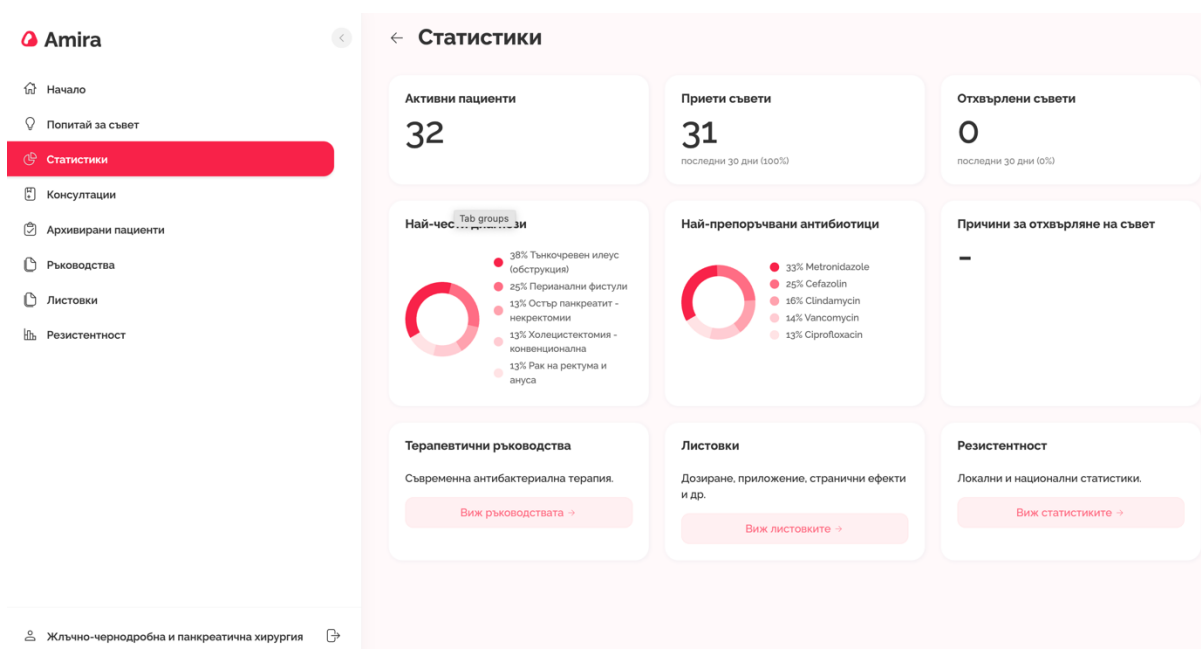 Amira
Начало
Попитай за съвет
Статистики
Консултации
Архивирани пациенти
Ръководства
Листовки
Резистентност
Жлъчно-чернодробна и панкреатична хирургия
Статистики
Активни пациенти
32
Приети съвети
31
последни 30 дни (100%)
Отхвърлени съвети
0
последни 30 дни (0%)
Най-чести диагнози
Tab groups
38% Тънкочревен илеус
(обструкция)
25% Перианални фистули
13% Остър панкреатит -
некректомии
13% Холецистектомия -
конвенционална
13% Рак на ректума и
ануса
Най-препоръчвани антибиотици
33% Metronidazole
25% Cefazolin
16% Clindamycin
14% Vancomycin
13% Ciprofloxacin
Причини за отхвърляне на съвет
-
Терапевтични ръководства
Съвременна антибактериална терапия.
Виж ръководствата →
Листовки
Дозиране, приложение, странични ефекти
и др.
Виж листовките →
Резистентност
Локални и национални статистики.
Виж статистиките →